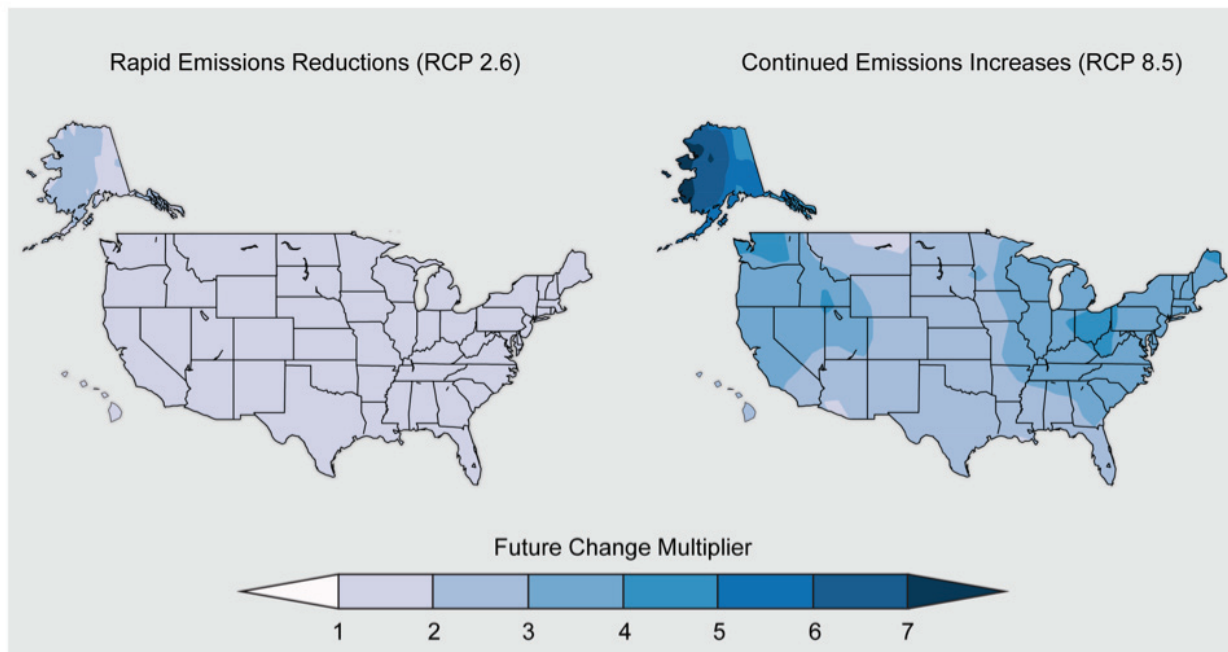 Rapid Emissions Reductions (RCP 2.6)
Continued Emissions Increases (RCP 8.5)
Future Change Multiplier
1 2 3 4 5 6 7